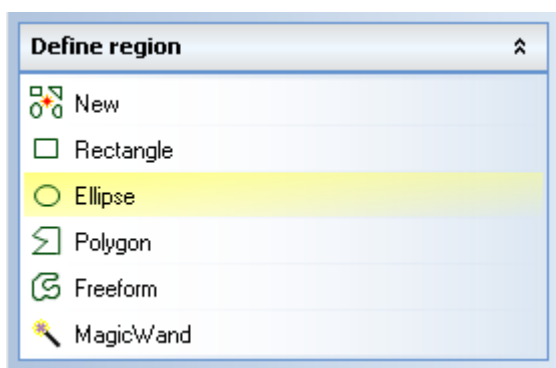 Define region
New
Rectangle
Ellipse
Polygon
Freeform
MagicWand